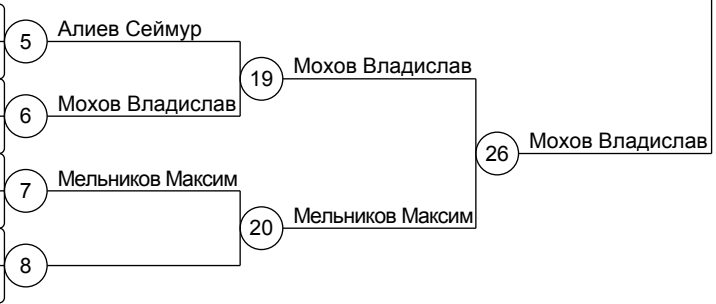 5 Алиев Сеймур
19 Мохов Владислав
6 Мохов Владислав
26 Мохов Владислав
7 Мельников Максим
20 Мельников Максим
8